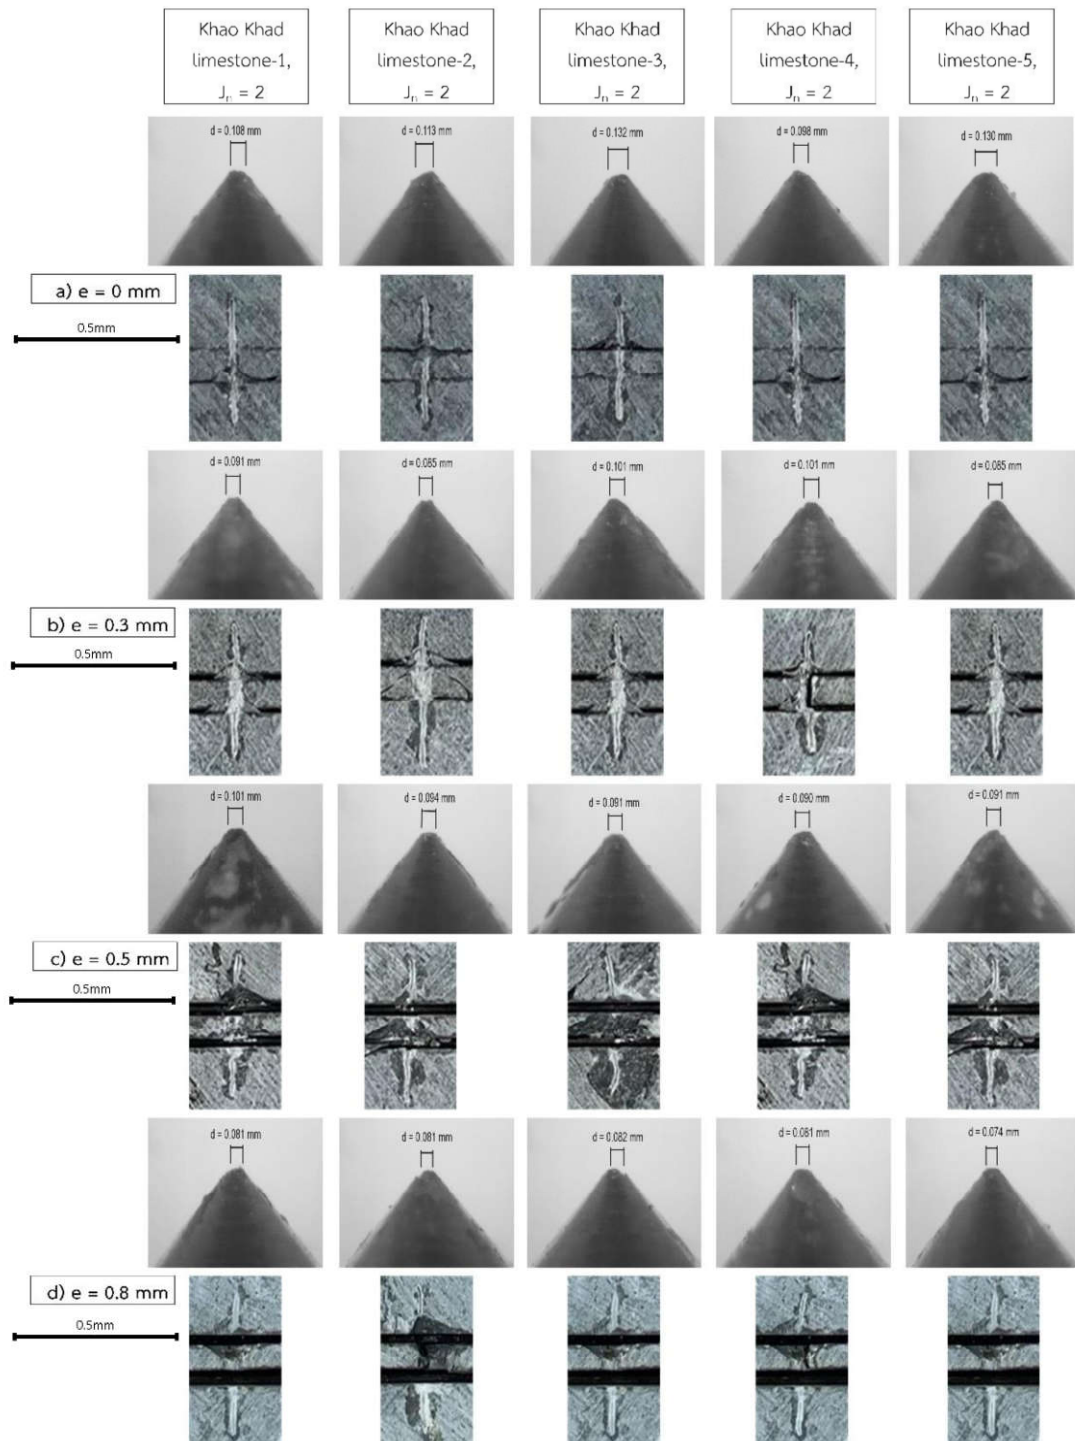 Khao Khad
limestone-1,
Jₙ = 2
Khao Khad
limestone-2,
Jₙ = 2
Khao Khad
limestone-3,
Jₙ = 2
Khao Khad
limestone-4,
Jₙ = 2
Khao Khad
limestone-5,
Jₙ = 2
d = 0.108 mm
d = 0.113 mm
d = 0.132 mm
d = 0.098 mm
d = 0.130 mm
a) e = 0 mm
0.5mm
d = 0.091 mm
d = 0.085 mm
d = 0.101 mm
d = 0.101 mm
d = 0.085 mm
b) e = 0.3 mm
0.5mm
d = 0.101 mm
d = 0.094 mm
d = 0.091 mm
d = 0.090 mm
d = 0.091 mm
c) e = 0.5 mm
0.5mm
d = 0.081 mm
d = 0.081 mm
d = 0.082 mm
d = 0.081 mm
d = 0.074 mm
d) e = 0.8 mm
0.5mm